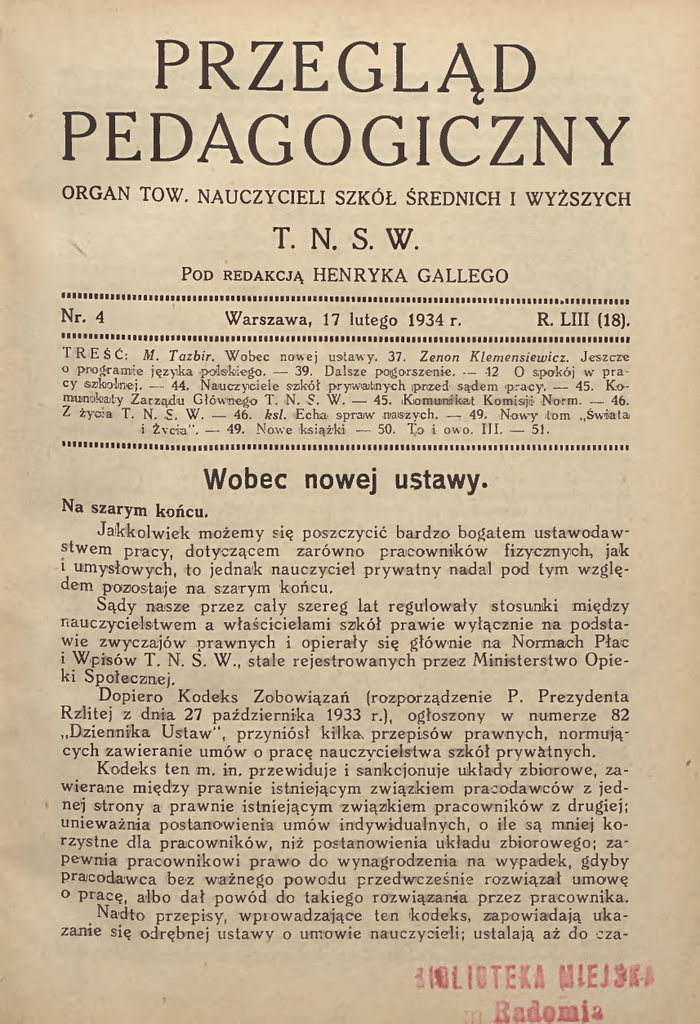 PRZEGLĄD
PEDAGOGICZNY
ORGAN TOW. NAUCZYCIELI SZKÓŁ ŚREDNICH I WYŻSZYCH
T. N. S. W.
POD REDAKCJĄ HENRYKA GALLEGO
Nr. 4 Warszawa, 17 lutego 1934 r. R. LIII (18).
TREŚĆ: M. Tazbir. Wobec nowej ustawy. 37. Zenon Klemensiewicz. Jeszcze
o programie języka polskiego. — 39. Dalsze pogorszenie. — 42 O spokój w pra-
cy szkolnej. — 44. Nauczyciele szkół prywatnych przed sądem pracy. — 45. Ko-
munokaty Zarządu Głównego T. N. S. W. — 45. Komunikat Komisji Norm. — 46.
Z życia T. N. S. W. — 46. ksl. Echa spraw naszych. — 49. Nowy tom „Świata
i Życia". — 49. Nowe książki — 50. To i owo. III. — 51.
Wobec nowej ustawy.
Na szarym końcu.
Jakkolwiek możemy się poszczycić bardzo bogatem ustawodaw-
stwem pracy, dotyczącem zarówno pracowników fizycznych, jak
i umysłowych, to jednak nauczyciel prywatny nadal pod tym wzglę-
dem pozostaje na szarym końcu.
Sądy nasze przez cały szereg lat regulowały stosunki między
nauczycielstwem a właścicielami szkół prawie wyłącznie na podsta-
wie zwyczajów prawnych i opierały się głównie na Normach Płac
i Wpisów T. N. S. W., stale rejestrowanych przez Ministerstwo Opie-
ki Społecznej.
Dopiero Kodeks Zobowiązań (rozporządzenie P. Prezydenta
Rzlitej z dnia 27 października 1933 r.), ogłoszony w numerze 82
„Dziennika Ustaw", przyniósł kilka przepisów prawnych, normują-
cych zawieranie umów o pracę nauczycielstwa szkół prywatnych.
Kodeks ten m. in. przewiduje i sankcjonuje układy zbiorowe, za-
wierane między prawnie istniejącym związkiem pracodawców z jed-
nej strony a prawnie istniejącym związkiem pracowników z drugiej;
unieważnia postanowienia umów indywidualnych, o ile są mniej ko-
rzystne dla pracowników, niż postanowienia układu zbiorowego; za-
pewnia pracownikowi prawo do wynagrodzenia na wypadek, gdyby
pracodawca bez ważnego powodu przedwcześnie rozwiązał umowę
o pracę, albo dał powód do takiego rozwiązania przez pracownika.
Nadto przepisy, wprowadzające ten kodeks, zapowiadają uka-
zanie się odrębnej ustawy o umowie nauczycieli; ustalają aż do cza-
BIBLIOTEKA MIEJSKA
m Radomia